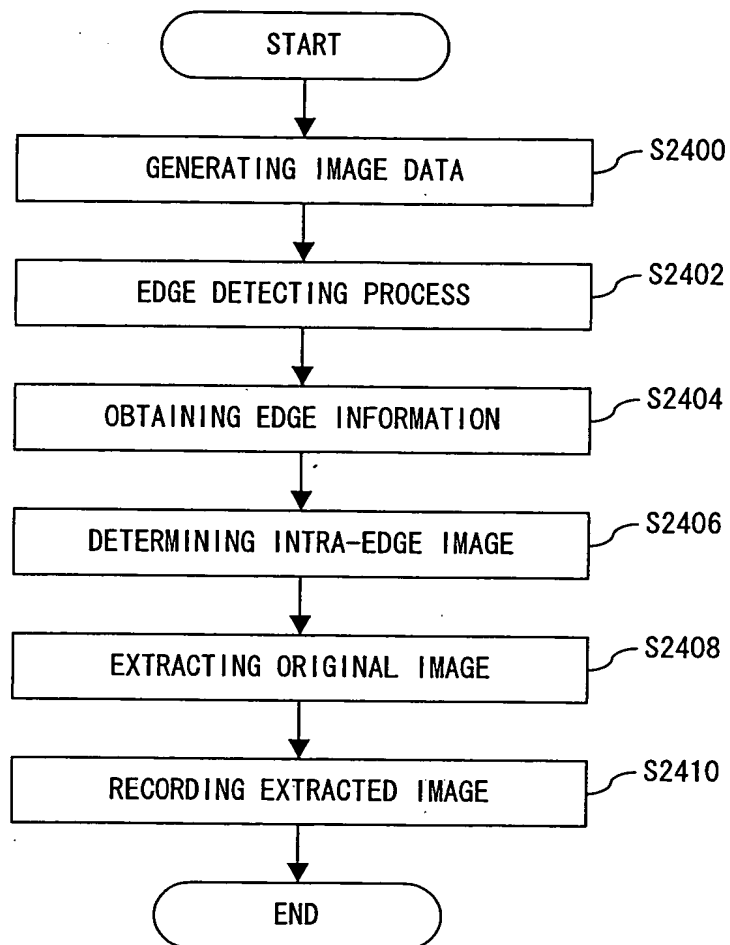 START
GENERATING IMAGE DATA
S2400
EDGE DETECTING PROCESS
S2402
OBTAINING EDGE INFORMATION
S2404
DETERMINING INTRA-EDGE IMAGE
S2406
EXTRACTING ORIGINAL IMAGE
S2408
RECORDING EXTRACTED IMAGE
S2410
END